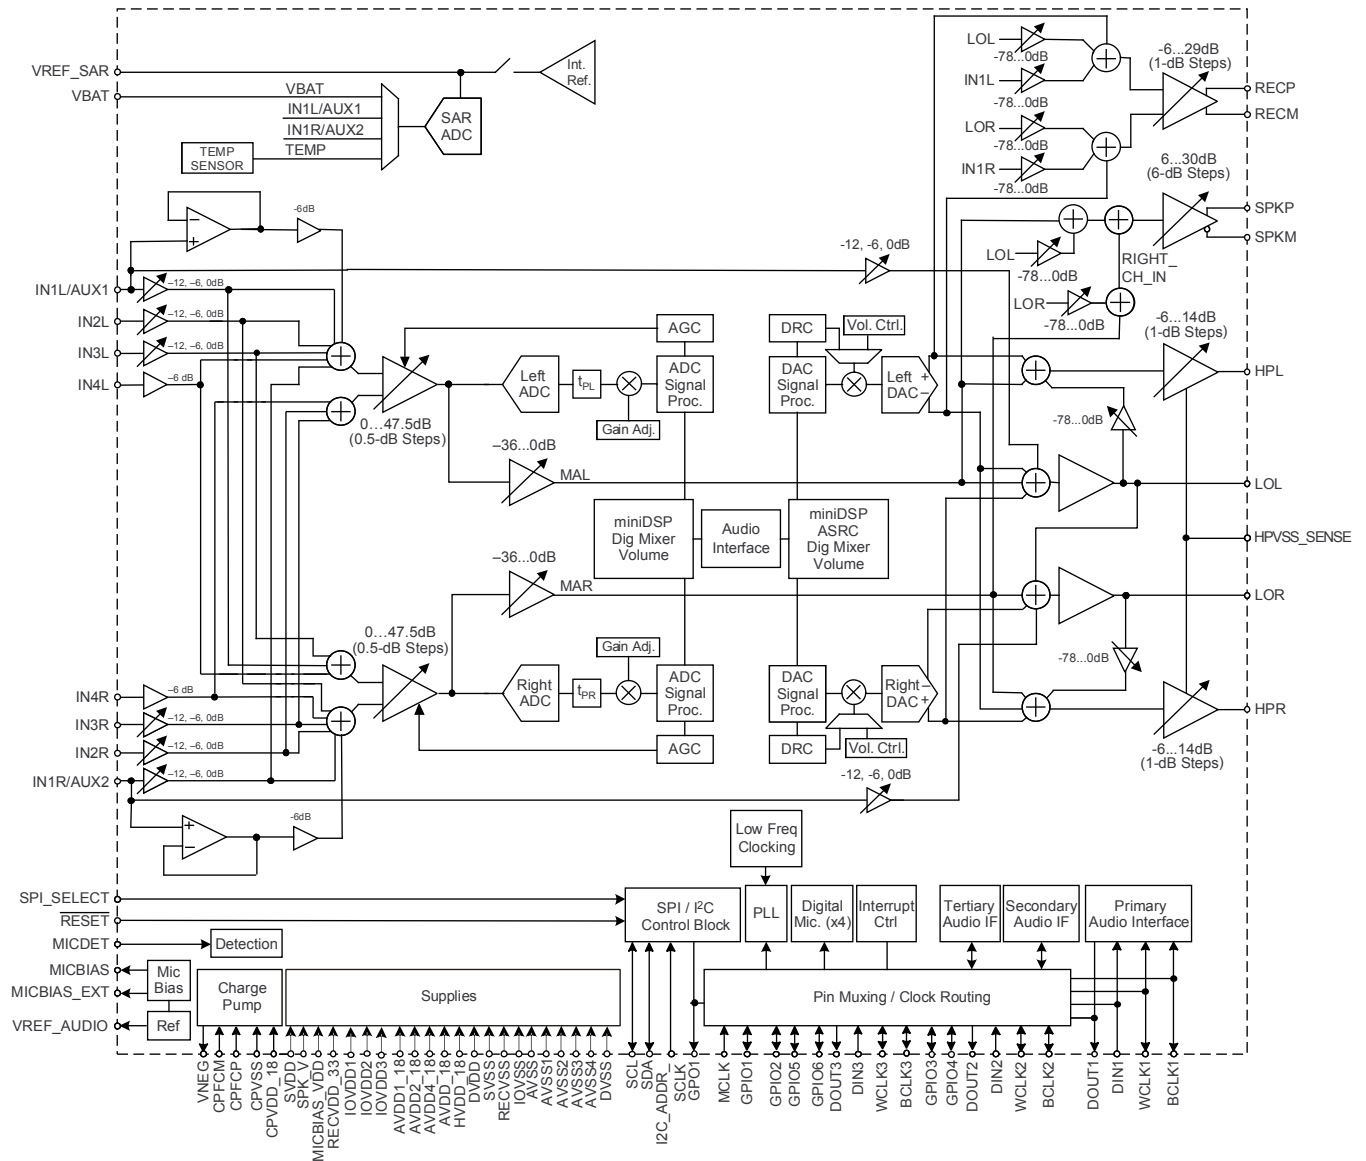 VREF_SAR
VBAT
VBAT
IN1L/AUX1
IN1R/AUX2
TEMP
TEMP
SENSOR
SAR
ADC
Int.
Ref.
LOL
-78...0dB
IN1L
-78...0dB
LOR
-78...0dB
IN1R
-78...0dB
-6...29dB
(1-dB Steps)
RECP
RECM
6...30dB
(6-dB Steps)
SPKP
SPKM
LOL
-78...0dB
RIGHT_
CH_IN
LOR
-78...0dB
-6dB
-12, -6, 0dB
IN1L/AUX1
–12, –6, 0dB
IN2L
–12, –6, 0dB
IN3L
–12, –6, 0dB
IN4L
–6 dB
0...47.5dB
(0.5-dB Steps)
AGC
Left
ADC
tPL
ADC
Signal
Proc.
Gain Adj.
DRC
Vol. Ctrl.
DAC
Signal
Proc.
Left +
DAC –
-6...14dB
(1-dB Steps)
HPL
-78...0dB
–36...0dB
MAL
LOL
miniDSP
Dig Mixer
Volume
Audio
Interface
miniDSP
ASRC
Dig Mixer
Volume
HPVSS_SENSE
–36...0dB
MAR
LOR
0...47.5dB
(0.5-dB Steps)
Gain Adj.
-78...0dB
IN4R
–6 dB
IN3R
–12, –6, 0dB
IN2R
–12, –6, 0dB
IN1R/AUX2
–12, –6, 0dB
Right
ADC
tPR
ADC
Signal
Proc.
AGC
DAC
Signal
Proc.
Right –
DAC +
DRC
Vol. Ctrl.
HPR
-6...14dB
(1-dB Steps)
-12, -6, 0dB
-6dB
Low Freq
Clocking
SPI_SELECT
RESET
MICDET
Detection
MICBIAS
MICBIAS_EXT
Mic
Bias
VREF_AUDIO
Ref
Charge
Pump
Supplies
SPI / I²C
Control Block
PLL
Digital
Mic. (x4)
Interrupt
Ctrl
Tertiary
Audio IF
Secondary
Audio IF
Primary
Audio Interface
Pin Muxing / Clock Routing
VNEG
CPFCM
CPFCP
CPVSS
CPVDD_18
SVDD
SPK_V
MICBIAS_VDD
RECVDD_33
IOVDD1
IOVDD2
IOVDD3
AVDD1_18
AVDD2_18
AVDD4_18
AVDD_18
HVDD_18
DVDD
SVSS
RECVSS
IOVSS
AVSS
AVSS1
AVSS2
AVSS3
AVSS4
DVSS
SCL
SDA
I2C_ADDR_
SCLK
GPO1
MCLK
GPIO1
GPIO2
GPIO5
GPIO6
DOUT3
DIN3
WCLK3
BCLK3
GPIO3
GPIO4
DOUT2
DIN2
WCLK2
BCLK2
DOUT1
DIN1
WCLK1
BCLK1